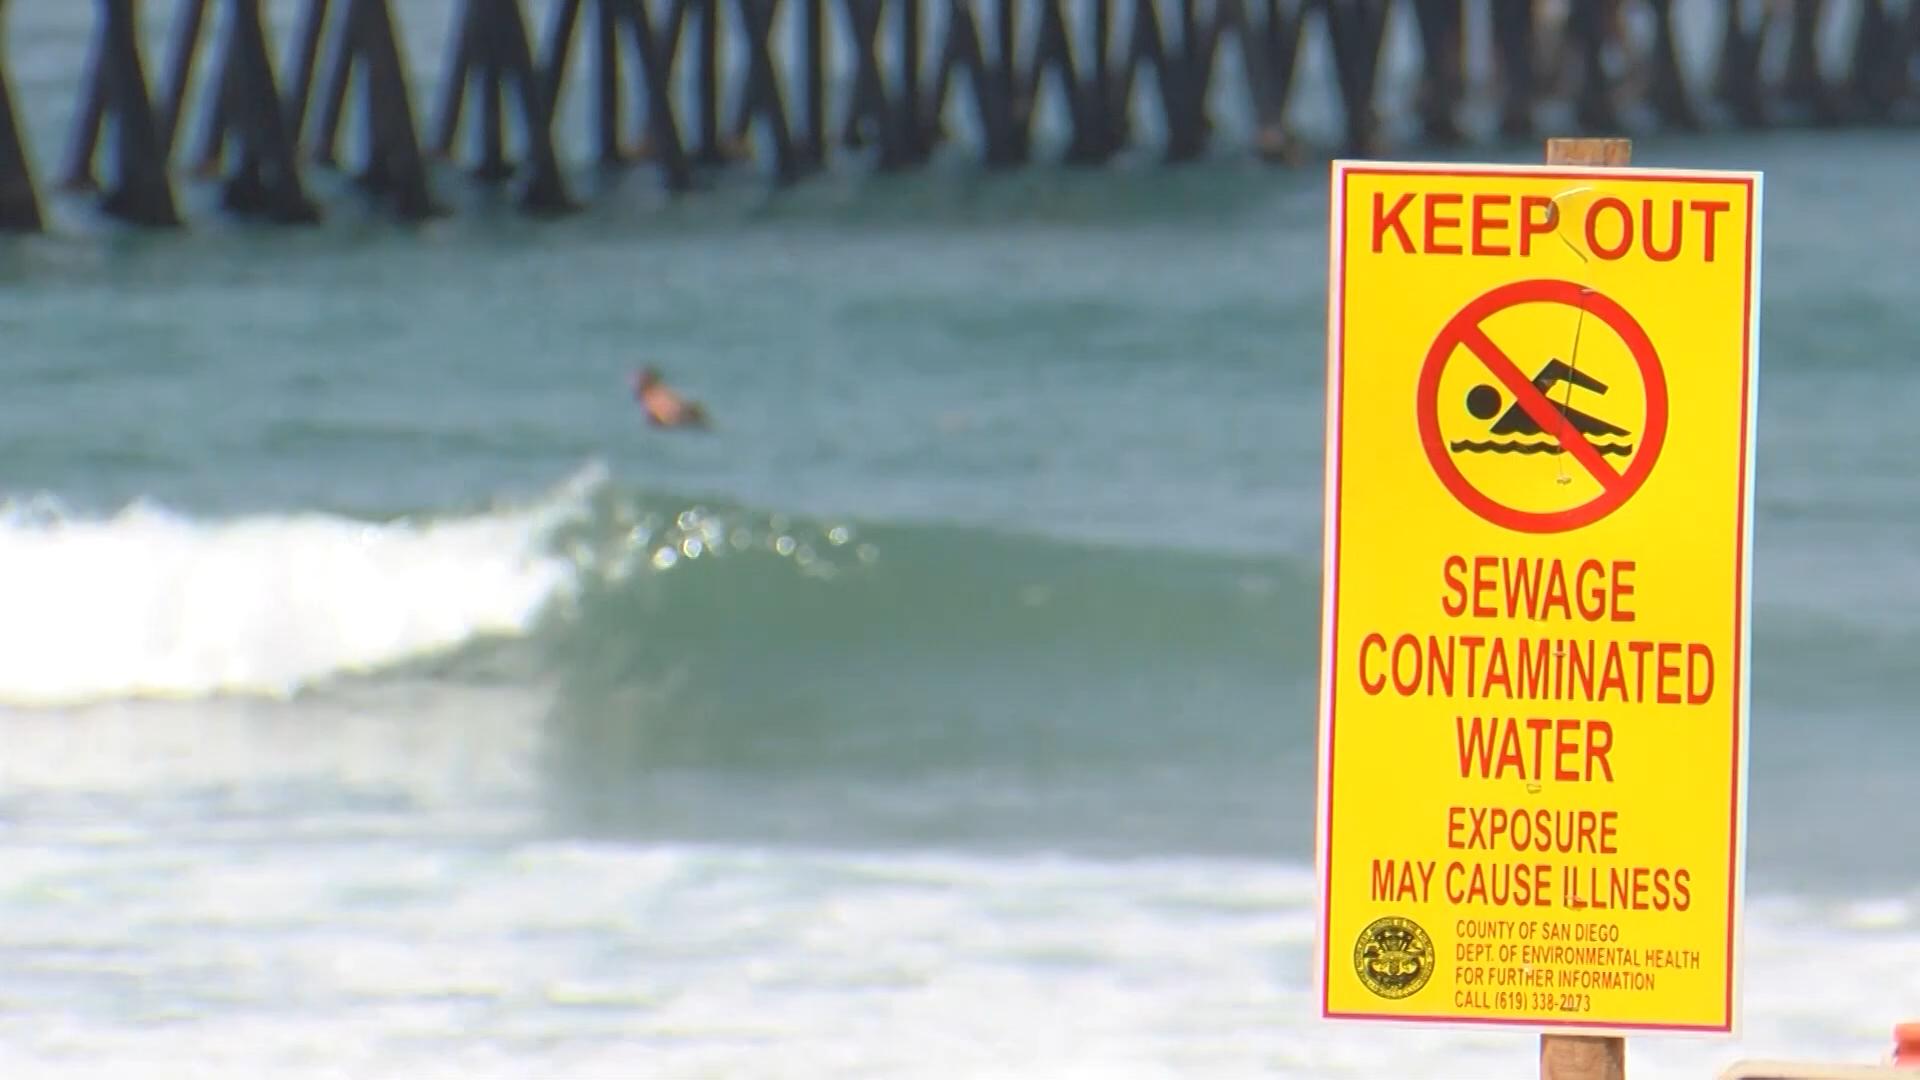 KEEP OUT
SEWAGE
CONTAMINATED
WATER
EXPOSURE
MAY CAUSE ILLNESS
COUNTY OF SAN DIEGO
DEPT. OF ENVIRONMENTAL HEALTH
FOR FURTHER INFORMATION
CALL (619) 338-2073